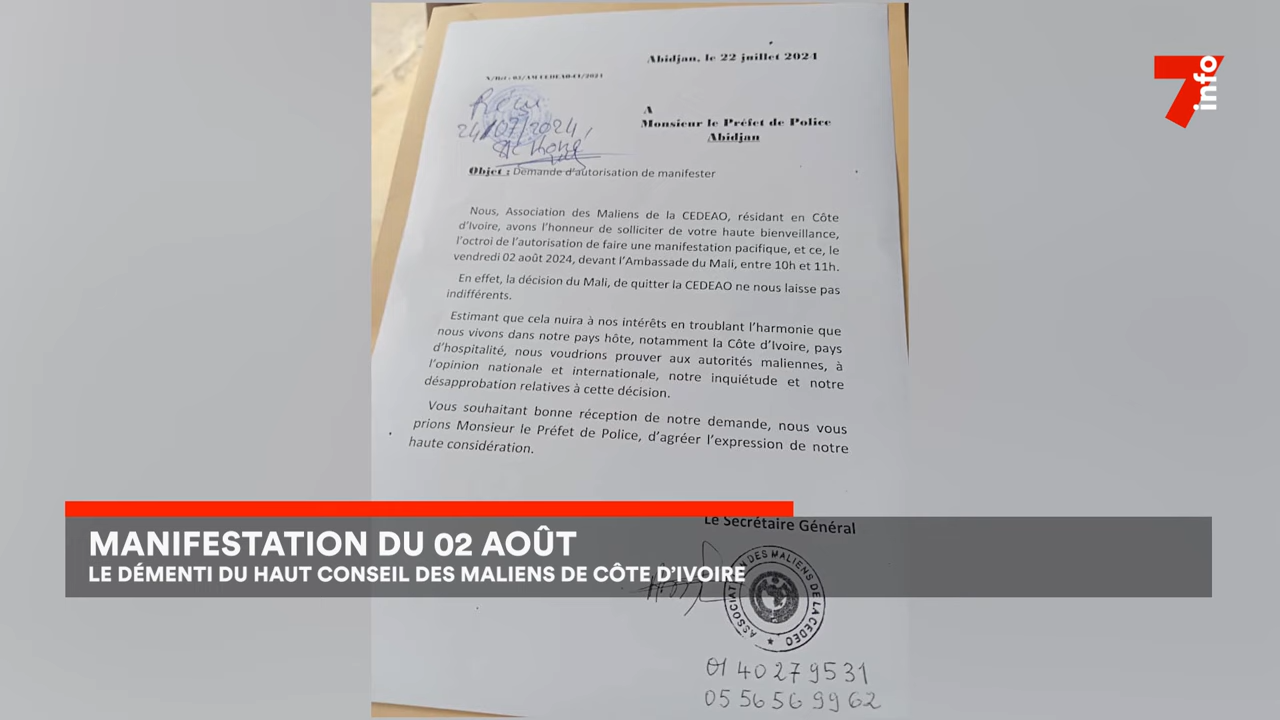 Abidjan, le 22 juillet 2024
N/Réf : 03/AM CEDEAO-CI/2024
Reçu
24/07/2024
A
Monsieur le Préfet de Police
Abidjan
Objet : Demande d'autorisation de manifester
Nous, Association des Maliens de la CEDEAO, résidant en Côte
d'Ivoire, avons l'honneur de solliciter de votre haute bienveillance,
l'octroi de l'autorisation de faire une manifestation pacifique, et ce, le
vendredi 02 août 2024, devant l'Ambassade du Mali, entre 10h et 11h.
En effet, la décision du Mali, de quitter la CEDEAO ne nous laisse pas
indifférents.
Estimant que cela nuira à nos intérêts en troublant l'harmonie que
nous vivons dans notre pays hôte, notamment la Côte d'Ivoire, pays
d'hospitalité, nous voudrions prouver aux autorités maliennes, à
l'opinion nationale et internationale, notre inquiétude et notre
désapprobation relatives à cette décision.
Vous souhaitant bonne réception de notre demande, nous vous
prions Monsieur le Préfet de Police, d'agréer l'expression de notre
haute considération.
Le Secrétaire Général
ASSOCIATION DES MALIENS DE LA CEDEO
01 40 27 95 31
05 56 56 99 62
7info
MANIFESTATION DU 02 AOÛT
LE DÉMENTI DU HAUT CONSEIL DES MALIENS DE CÔTE D'IVOIRE